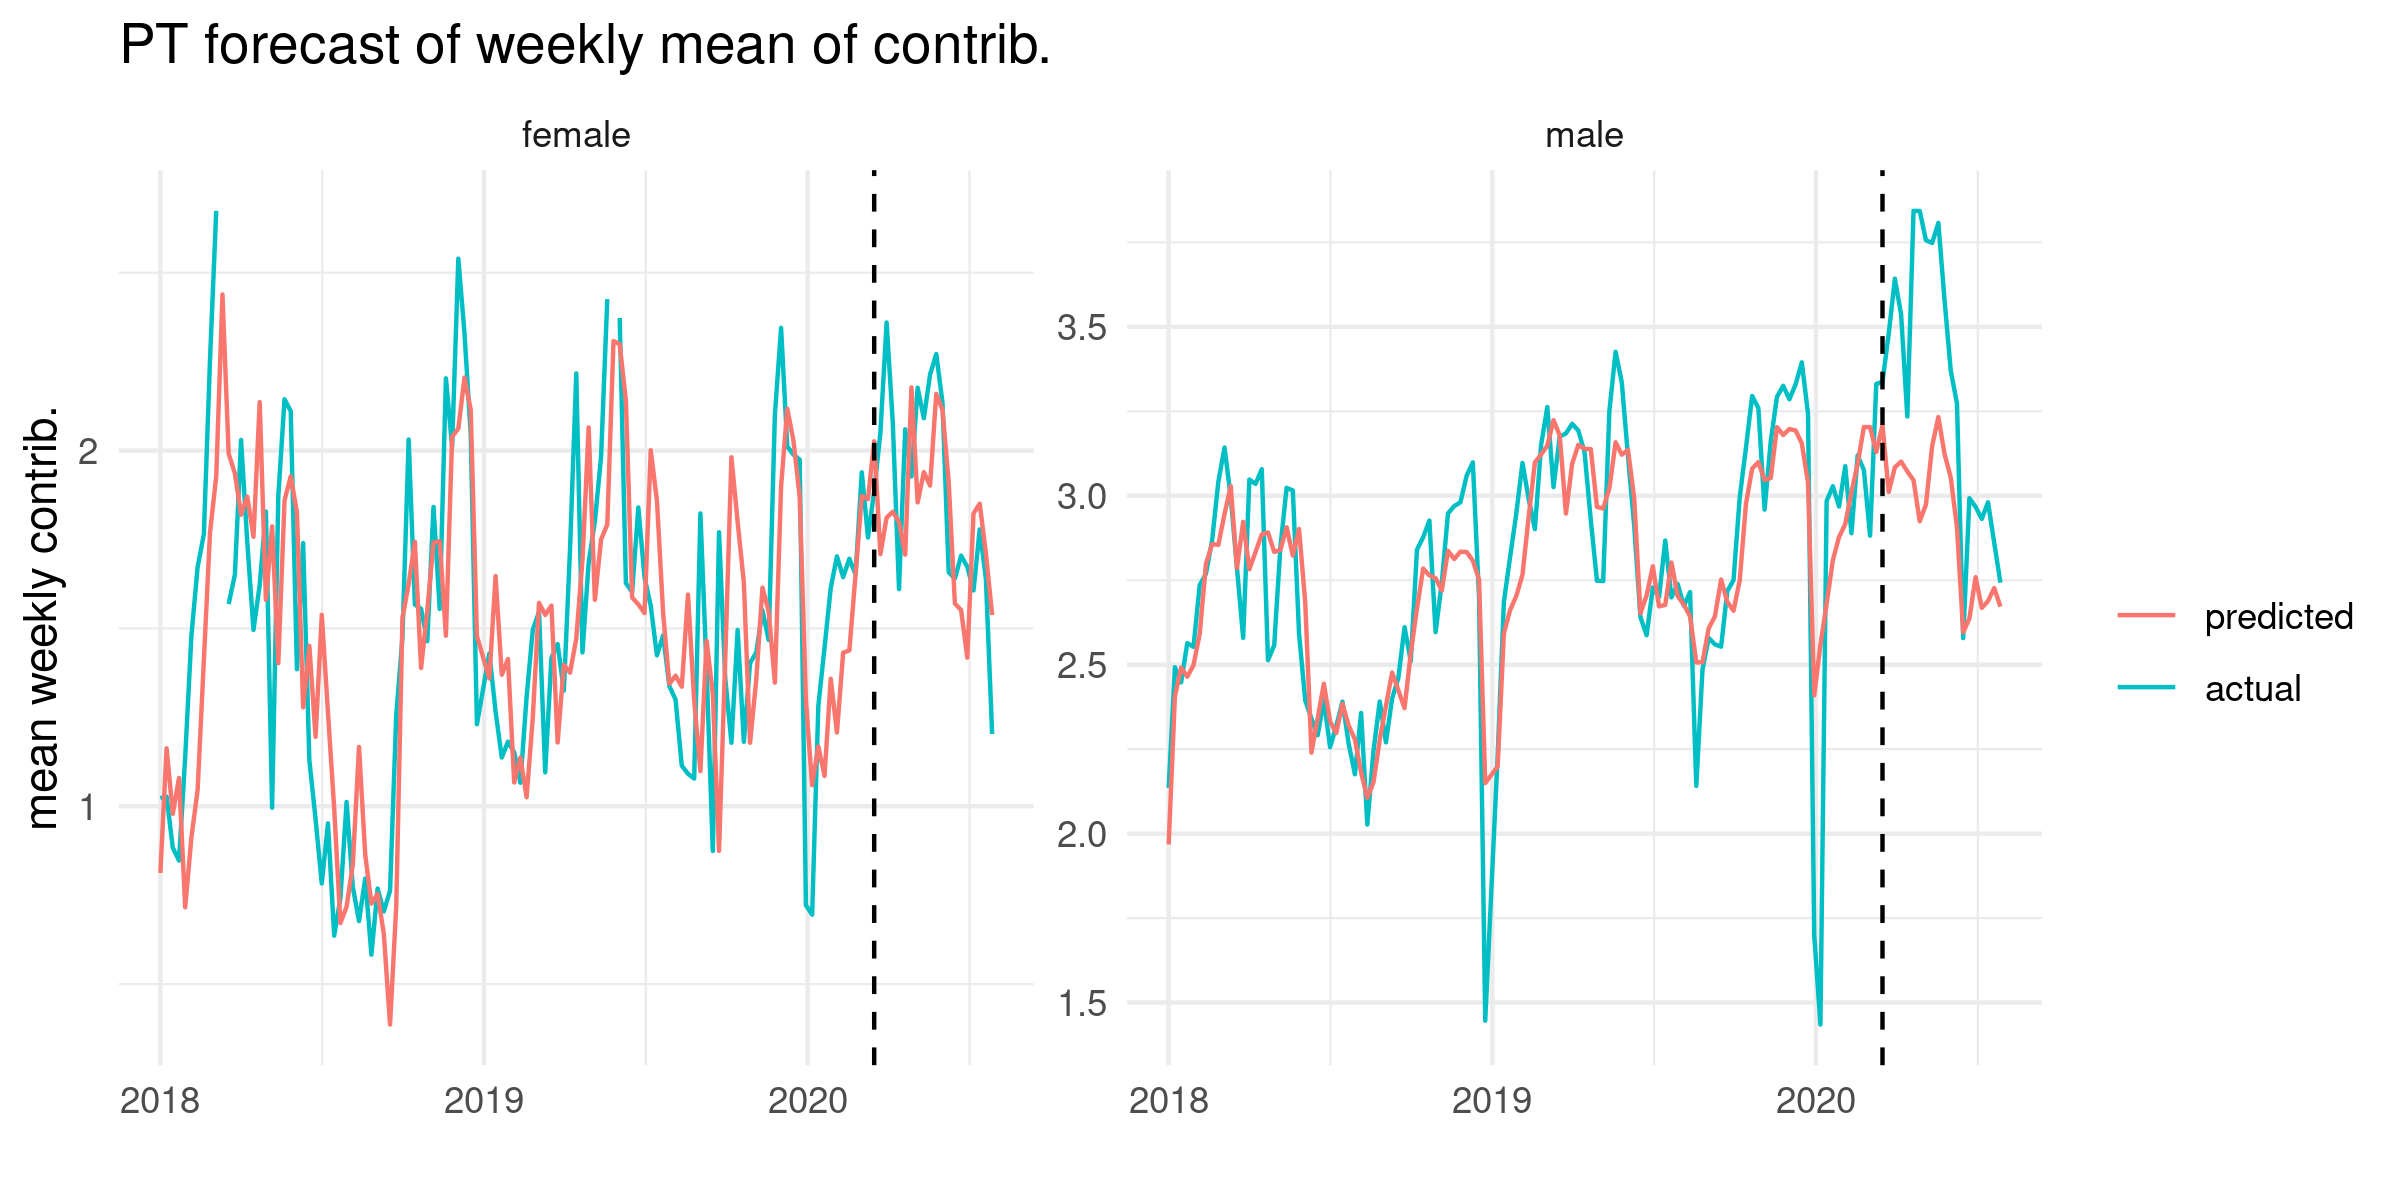 PT forecast of weekly mean of contrib.
female
male
mean weekly contrib.
2
1
3.5
3.0
2.5
2.0
1.5
2018
2019
2020
2018
2019
2020
predicted
actual